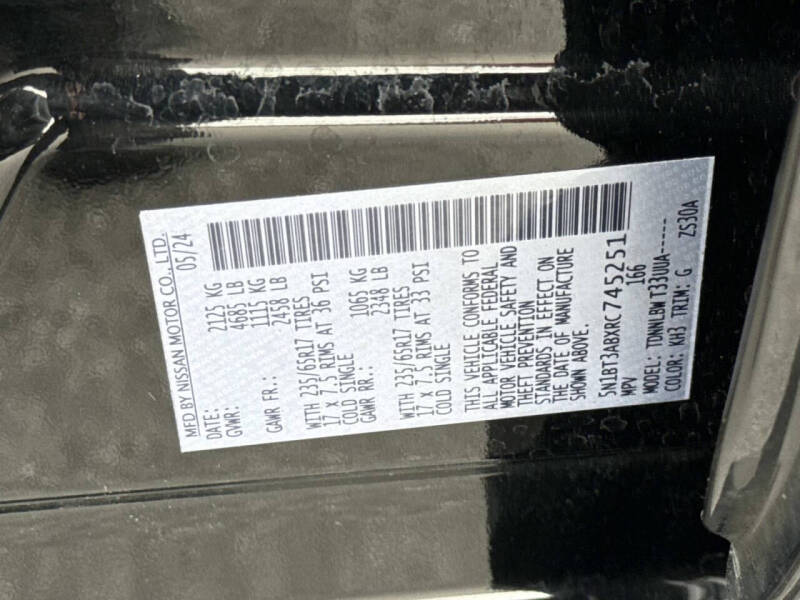 MFD BY NISSAN MOTOR CO., LTD.
DATE: 05/24
GVWR: 2125 KG
4685 LB
GAWR FR.: 1115 KG
2458 LB
WITH 235/65R17 TIRES
17 X 7.5 RIMS AT 36 PSI
COLD SINGLE
GAWR RR.: 1065 KG
2348 LB
WITH 235/65R17 TIRES
17 X 7.5 RIMS AT 33 PSI
COLD SINGLE
THIS VEHICLE CONFORMS TO
ALL APPLICABLE FEDERAL
MOTOR VEHICLE SAFETY AND
THEFT PREVENTION
STANDARDS IN EFFECT ON
THE DATE OF MANUFACTURE
SHOWN ABOVE.
5N1BT3ABXRC745251
MPV 166
MODEL: TDWNLBW T33UUA-----
COLOR: KH3 TRIM: G ZS30A